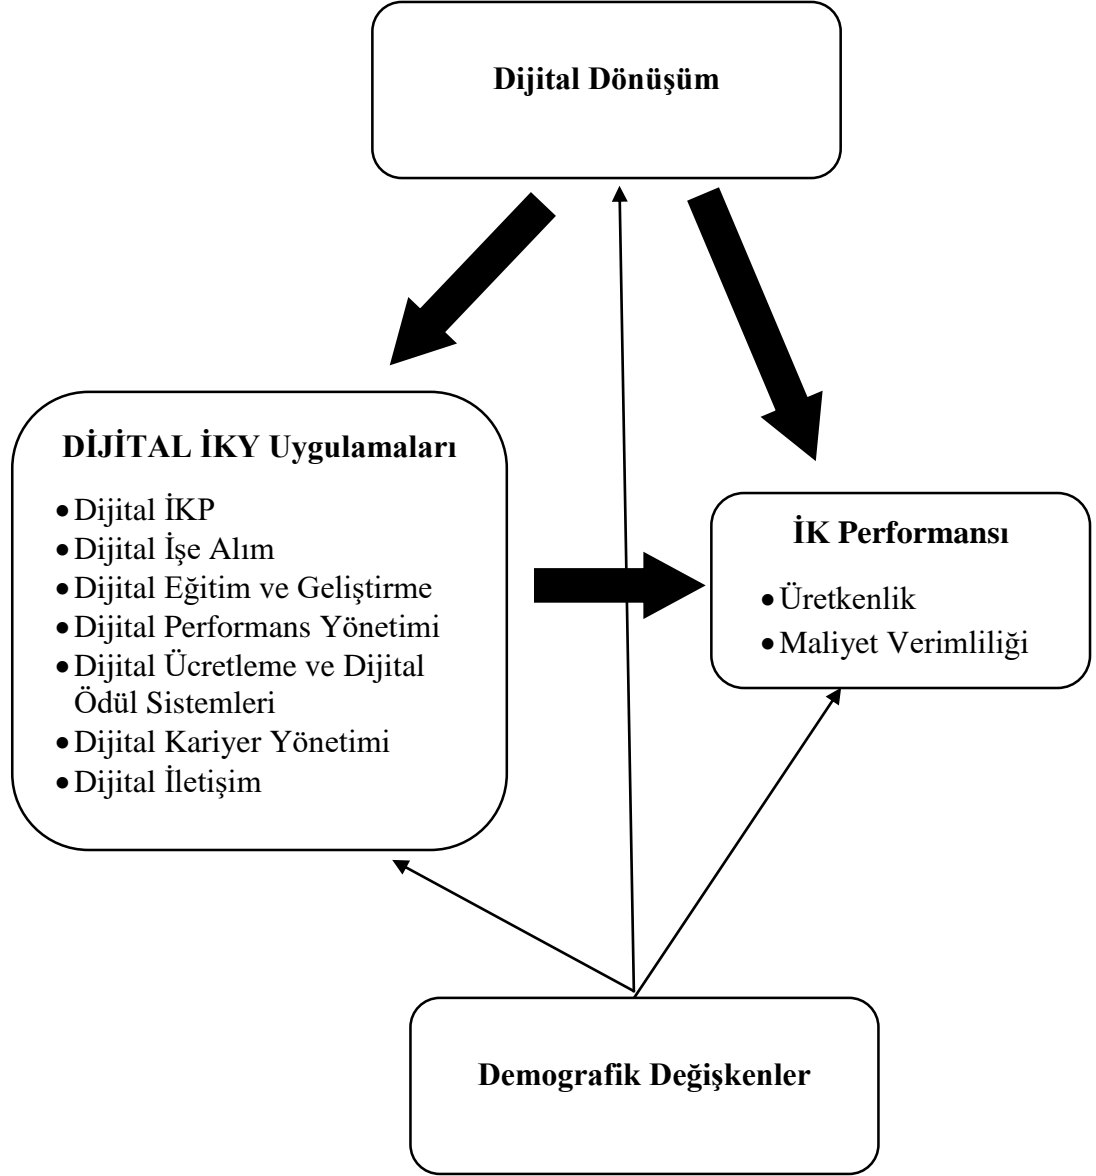 Dijital Dönüşüm
DİJİTAL İKY Uygulamaları
•Dijital İKP
•Dijital İşe Alım
•Dijital Eğitim ve Geliştirme
•Dijital Performans Yönetimi
•Dijital Ücretleme ve Dijital
Ödül Sistemleri
•Dijital Kariyer Yönetimi
•Dijital İletişim
İK Performansı
•Üretkenlik
•Maliyet Verimliliği
Demografik Değişkenler